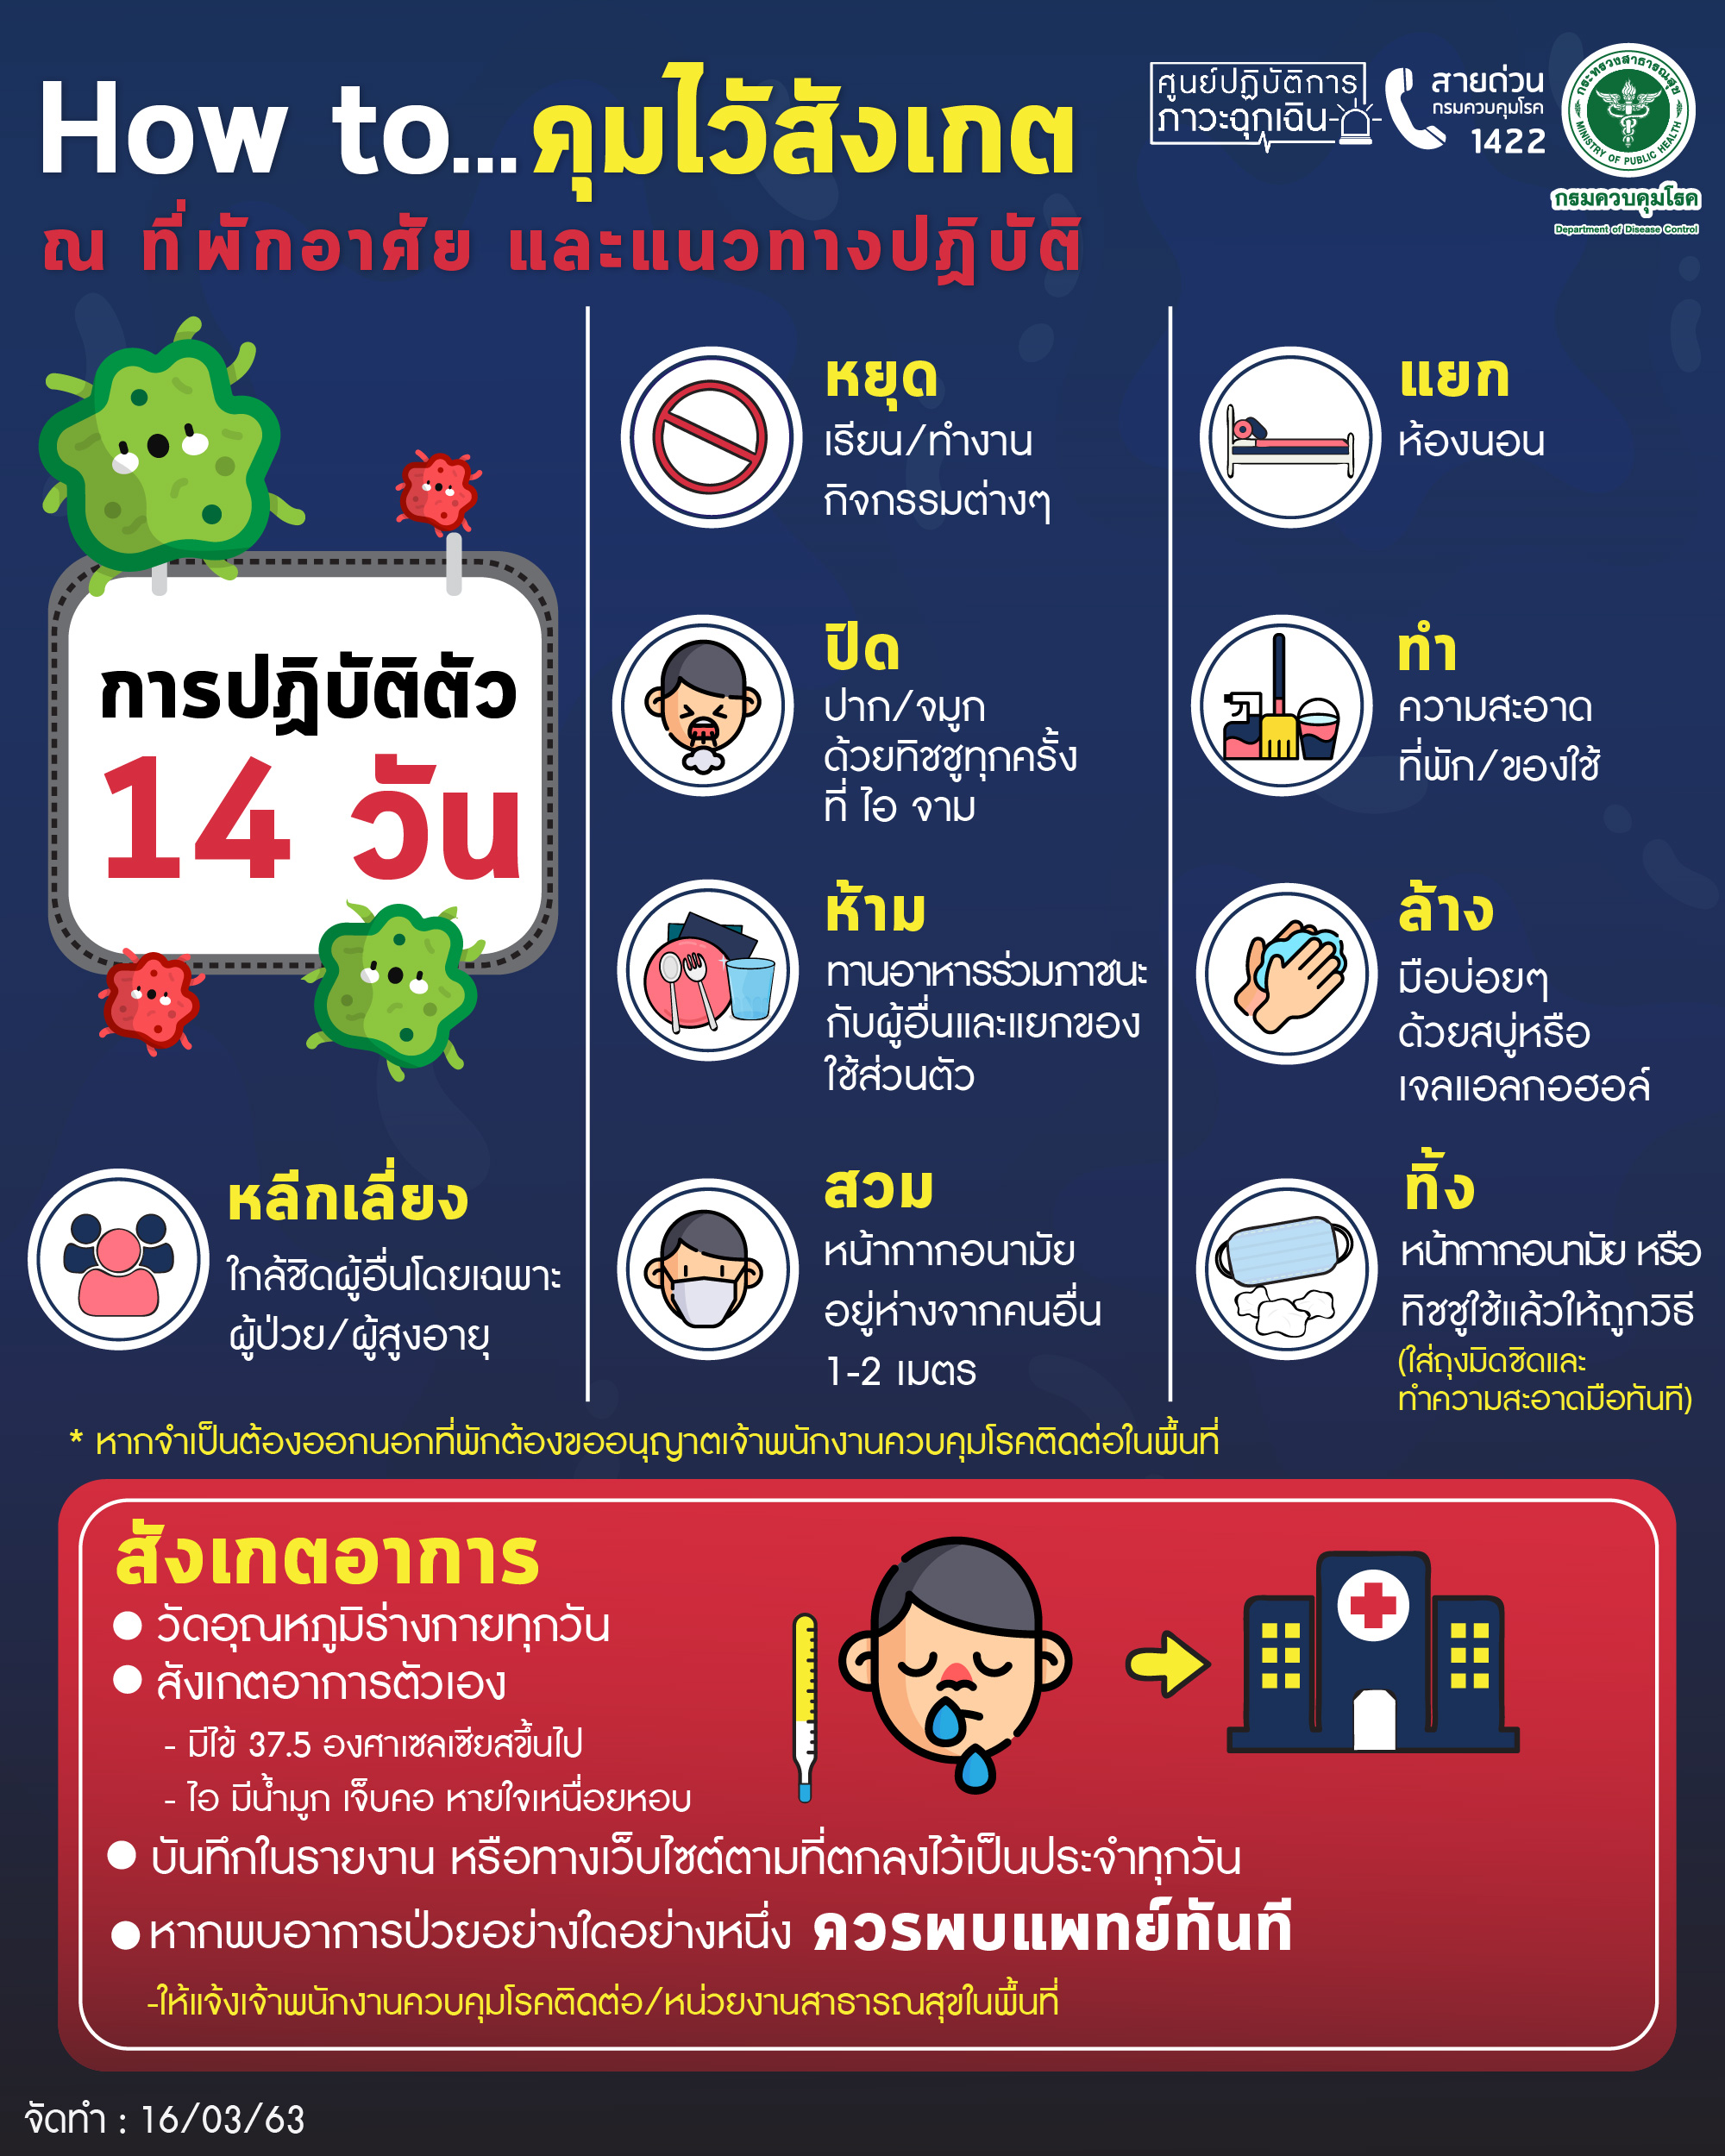 How to...คุมไว้สังเกต
ณ ที่พักอาศัย และแนวทางปฏิบัติ
ศูนย์ปฏิบัติการ
ภาวะฉุกเฉิน
สายด่วน
กรมควบคุมโรค
1422
กระทรวงสาธารณสุข
MINISTRY OF PUBLIC HEALTH
กรมควบคุมโรค
Department of Disease Control
การปฏิบัติตัว
14 วัน
หลีกเลี่ยง
ใกล้ชิดผู้อื่นโดยเฉพาะ
ผู้ป่วย/ผู้สูงอายุ
หยุด
เรียน/ทำงาน
กิจกรรมต่างๆ
ปิด
ปาก/จมูก
ด้วยทิชชูทุกครั้ง
ที่ ไอ จาม
ห้าม
ทานอาหารร่วมภาชนะ
กับผู้อื่นและแยกของ
ใช้ส่วนตัว
สวม
หน้ากากอนามัย
อยู่ห่างจากคนอื่น
1-2 เมตร
แยก
ห้องนอน
ทำ
ความสะอาด
ที่พัก/ของใช้
ล้าง
มือบ่อยๆ
ด้วยสบู่หรือ
เจลแอลกอฮอล์
ทิ้ง
หน้ากากอนามัย หรือ
ทิชชูใช้แล้วให้ถูกวิธี
(ใส่ถุงมิดชิดและ
ทำความสะอาดมือทันที)
* หากจำเป็นต้องออกนอกที่พักต้องขออนุญาตเจ้าพนักงานควบคุมโรคติดต่อในพื้นที่
สังเกตอาการ
● วัดอุณหภูมิร่างกายทุกวัน
● สังเกตอาการตัวเอง
- มีไข้ 37.5 องศาเซลเซียสขึ้นไป
- ไอ มีน้ำมูก เจ็บคอ หายใจเหนื่อยหอบ
● บันทึกในรายงาน หรือทางเว็บไซต์ตามที่ตกลงไว้เป็นประจำทุกวัน
● หากพบอาการป่วยอย่างใดอย่างหนึ่ง ควรพบแพทย์ทันที
-ให้แจ้งเจ้าพนักงานควบคุมโรคติดต่อ/หน่วยงานสาธารณสุขในพื้นที่
จัดทำ : 16/03/63